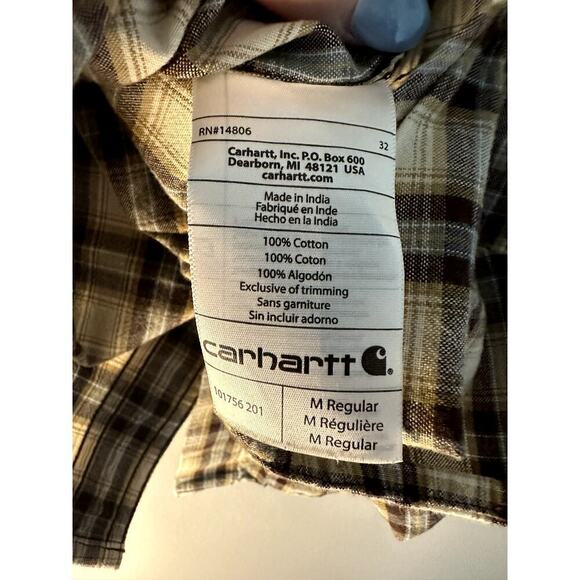 RN#14806
32
Carhartt, Inc. P.O. Box 600
Dearborn, MI 48121 USA
carhartt.com
Made in India
Fabriqué en Inde
Hecho en la India
100% Cotton
100% Coton
100% Algodón
Exclusive of trimming
Sans garniture
Sin incluir adorno
carhartt
101756 201
M Regular
M Régulière
M Regular